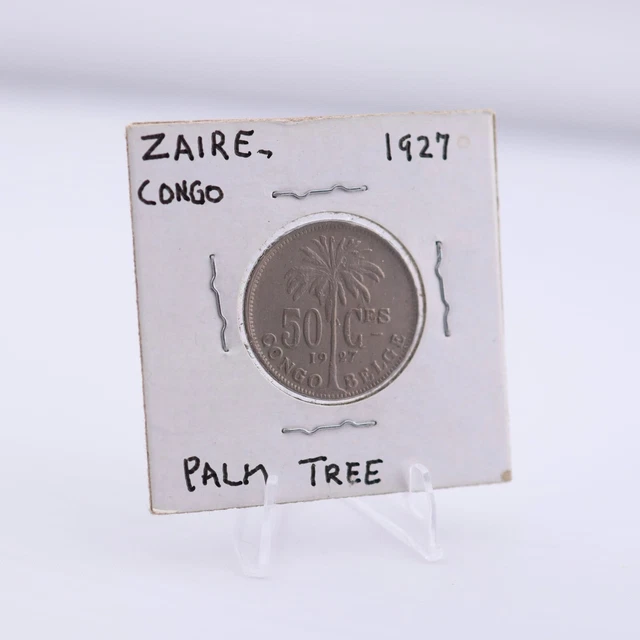 ZAIRE, 1927
CONGO
50 CES
1927
CONGO BELGE
PALM TREE